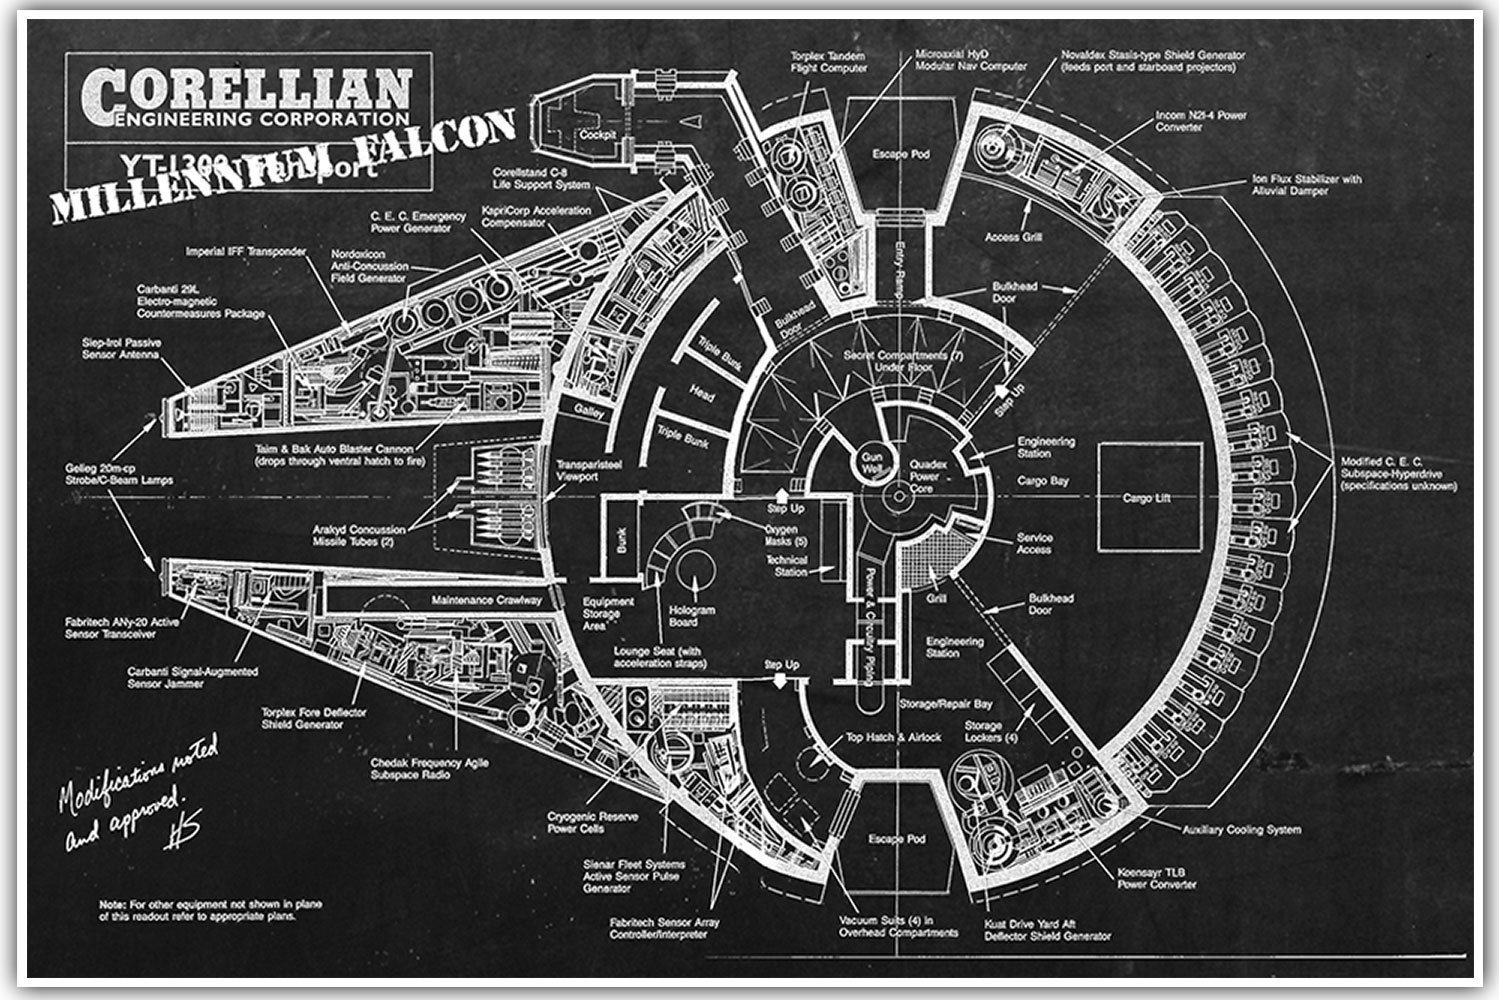 CORELLIAN
ENGINEERING CORPORATION
YT-1300 Transport
MILLENNIUM FALCON
Torplex Tandem
Flight Computer
Microaxial HyD
Modular Nav Computer
Novaldex Stasis-type Shield Generator
(feeds port and starboard projectors)
Incom N2I-4 Power
Converter
Cockpit
Escape Pod
Corellstand C-8
Life Support System
Ion Flux Stabilizer with
Alluvial Damper
C. E. C. Emergency
Power Generator
KapriCorp Acceleration
Compensator
Access Grill
Imperial IFF Transponder
Nordoxicon
Anti-Concussion
Field Generator
Entry Ramp
Carbanti 29L
Electro-magnetic
Countermeasures Package
Bulkhead
Door
Bulkhead
Door
Siep-Irol Passive
Sensor Antenna
Triple Bunk
Secret Compartments (7)
Under Floor
Head
Step Up
Galley
Triple Bunk
Taim & Bak Auto Blaster Cannon
(drops through ventral hatch to fire)
Gun
Well
Quadex
Power
Core
Engineering
Station
Modified C. E. C.
Subspace-Hyperdrive
(specifications unknown)
Gelieg 20m-cp
Strobe/C-Beam Lamps
Transparisteel
Viewport
Cargo Bay
Cargo Lift
Step Up
Arakyd Concussion
Missile Tubes (2)
Oxygen
Masks (5)
Bunk
Service
Access
Technical
Station
Power & Circuitry Piping
Maintenance Crawlway
Equipment
Storage
Area
Hologram
Board
Grill
Bulkhead
Door
Fabritech ANy-20 Active
Sensor Transceiver
Engineering
Station
Lounge Seat (with
acceleration straps)
Step Up
Carbanti Signal-Augmented
Sensor Jammer
Storage/Repair Bay
Torplex Fore Deflector
Shield Generator
Storage
Lockers (4)
Top Hatch & Airlock
Chedak Frequency Agile
Subspace Radio
Modifications noted
and approved.
HS
Cryogenic Reserve
Power Cells
Escape Pod
Auxiliary Cooling System
Sienar Fleet Systems
Active Sensor Pulse
Generator
Koensayr TLB
Power Converter
Note: For other equipment not shown in plane
of this readout refer to appropriate plans.
Fabritech Sensor Array
Controller/Interpreter
Vacuum Suits (4) in
Overhead Compartments
Kuat Drive Yard Aft
Deflector Shield Generator